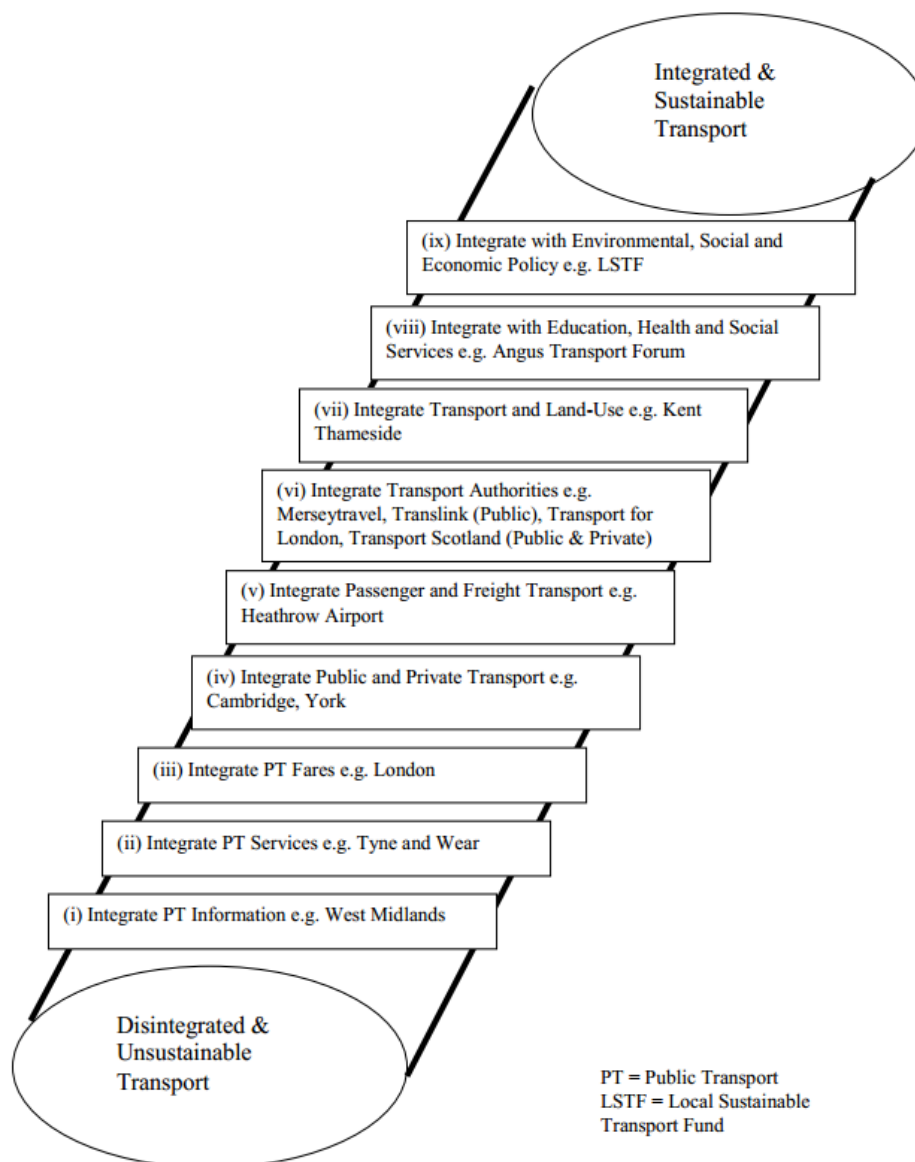 Integrated &
Sustainable
Transport
(ix) Integrate with Environmental, Social and
Economic Policy e.g. LSTF
(viii) Integrate with Education, Health and Social
Services e.g. Angus Transport Forum
(vii) Integrate Transport and Land-Use e.g. Kent
Thameside
(vi) Integrate Transport Authorities e.g.
Merseytravel, Translink (Public), Transport for
London, Transport Scotland (Public & Private)
(v) Integrate Passenger and Freight Transport e.g.
Heathrow Airport
(iv) Integrate Public and Private Transport e.g.
Cambridge, York
(iii) Integrate PT Fares e.g. London
(ii) Integrate PT Services e.g. Tyne and Wear
(i) Integrate PT Information e.g. West Midlands
Disintegrated &
Unsustainable
Transport
PT = Public Transport
LSTF = Local Sustainable
Transport Fund